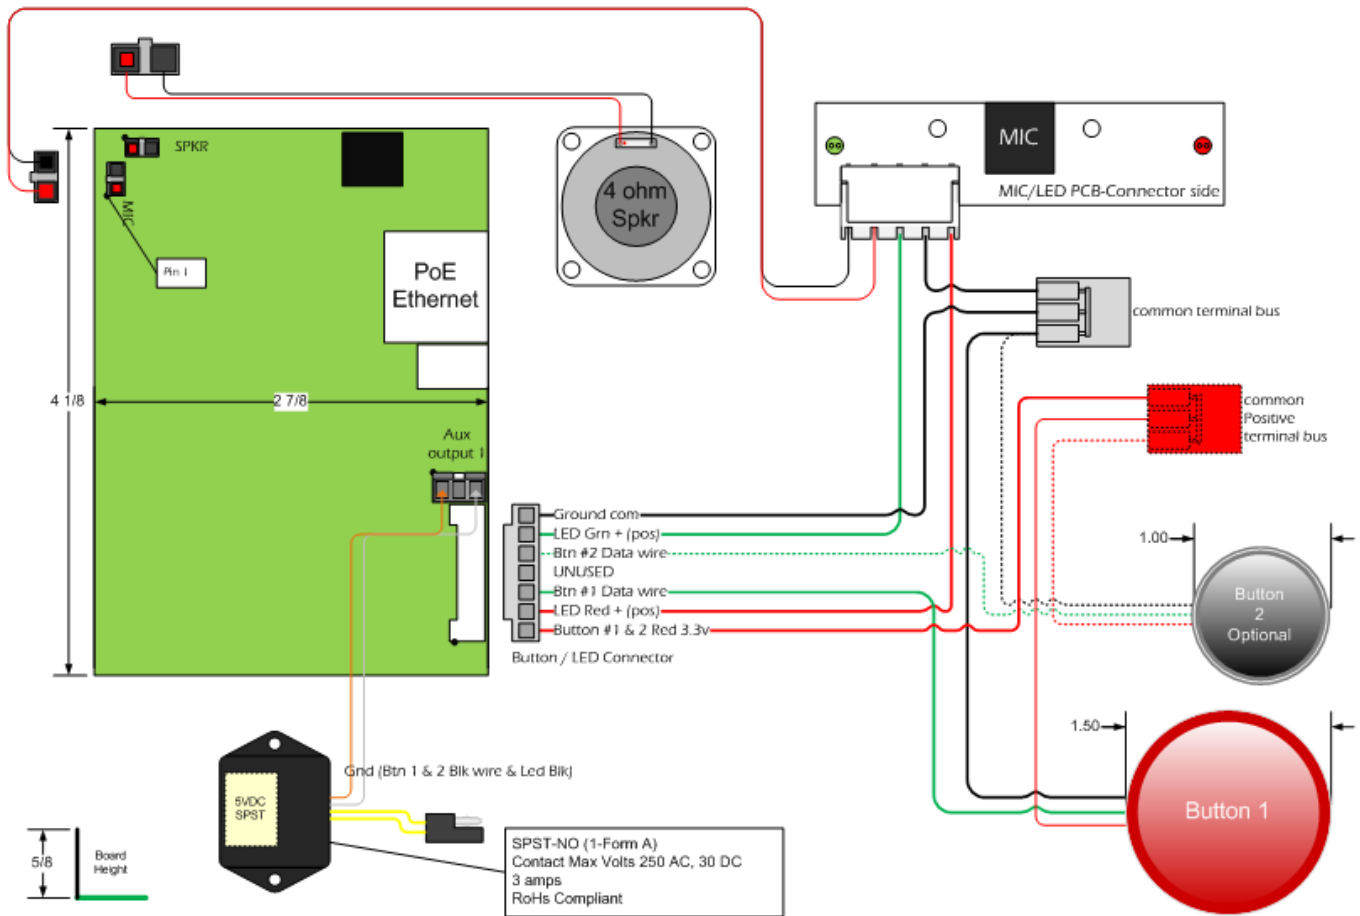 SPKR
MIC
Pin 1
PoE
Ethernet
4 1/8
2 7/8
Aux
output 1
4 ohm
Spkr
MIC
MIC/LED PCB-Connector side
common terminal bus
common
Positive
terminal bus
Ground com
LED Grn + (pos)
Btn #2 Data wire
UNUSED
Btn #1 Data wire
LED Red + (pos)
Button #1 & 2 Red 3.3v
Button / LED Connector
1.00
Button
2
Optional
1.50
Button 1
Gnd (Btn 1 & 2 Blk wire & Led Blk)
5VDC
SPST
5/8
Board
Height
SPST-NO (1-Form A)
Contact Max Volts 250 AC, 30 DC
3 amps
RoHs Compliant